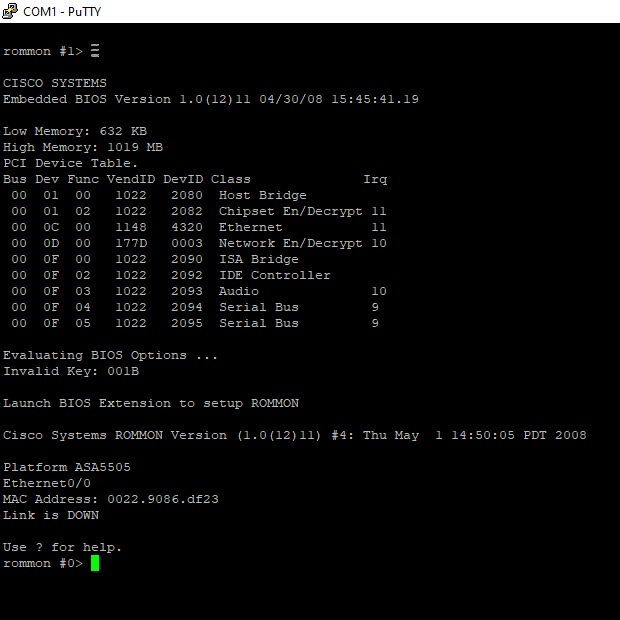 COM1 - PuTTY
rommon #1>
CISCO SYSTEMS
Embedded BIOS Version 1.0(12)11 04/30/08 15:45:41.19
Low Memory: 632 KB
High Memory: 1019 MB
PCI Device Table.
Bus Dev Func VendID DevID Class              Irq
 00  01  00   1022   2080  Host Bridge
 00  01  02   1022   2082  Chipset En/Decrypt 11
 00  0C  00   1148   4320  Ethernet           11
 00  0D  00   177D   0003  Network En/Decrypt 10
 00  0F  00   1022   2090  ISA Bridge
 00  0F  02   1022   2092  IDE Controller
 00  0F  03   1022   2093  Audio              10
 00  0F  04   1022   2094  Serial Bus         9
 00  0F  05   1022   2095  Serial Bus         9
Evaluating BIOS Options ...
Invalid Key: 001B
Launch BIOS Extension to setup ROMMON
Cisco Systems ROMMON Version (1.0(12)11) #4: Thu May  1 14:50:05 PDT 2008
Platform ASA5505
Ethernet0/0
MAC Address: 0022.9086.df23
Link is DOWN
Use ? for help.
rommon #0>